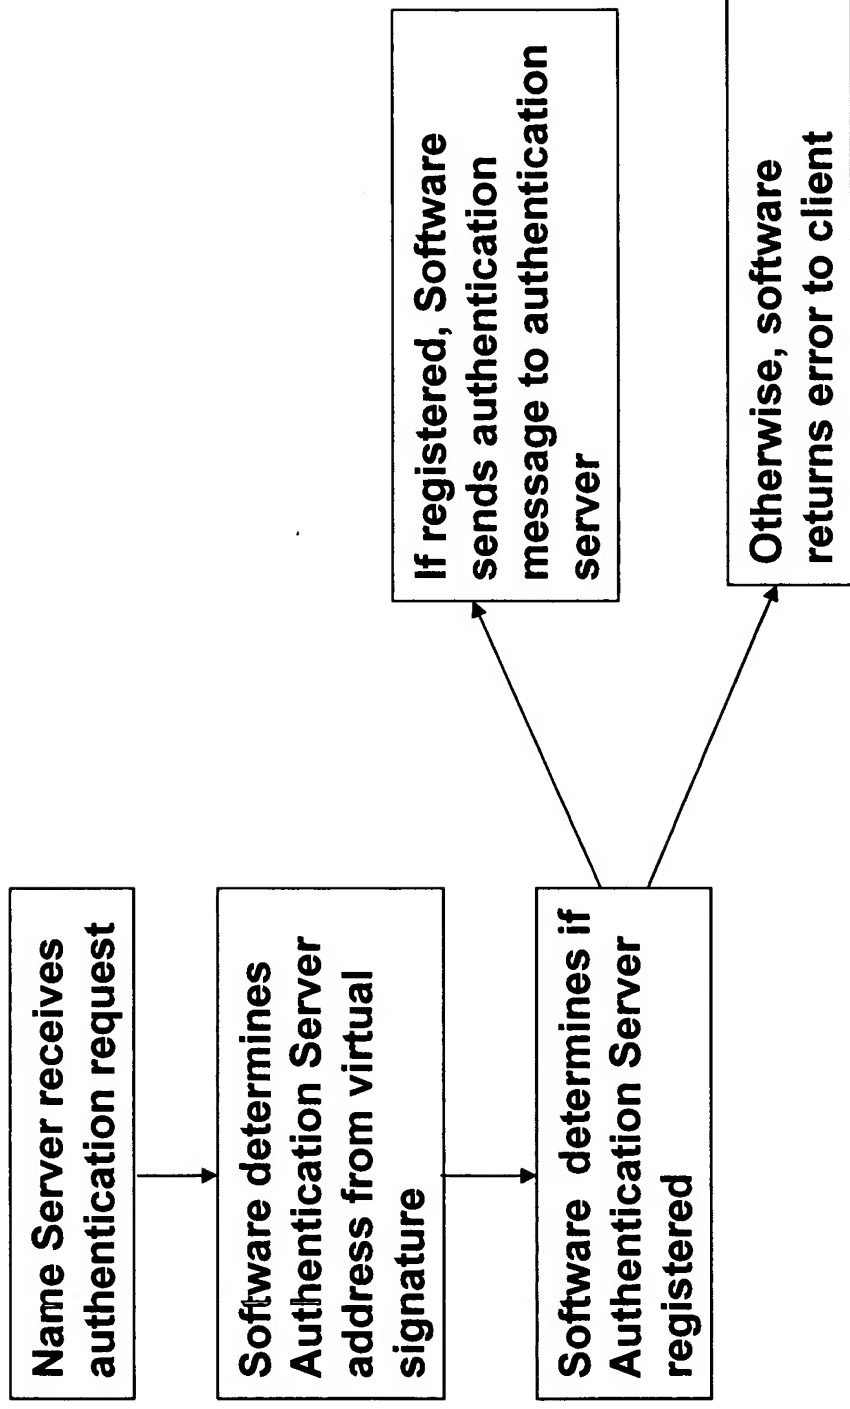 Name Server receives
authentication request
Software determines
Authentication Server
address from virtual
signature
Software determines if
Authentication Server
registered
If registered, Software
sends authentication
message to authentication
server
Otherwise, software
returns error to client